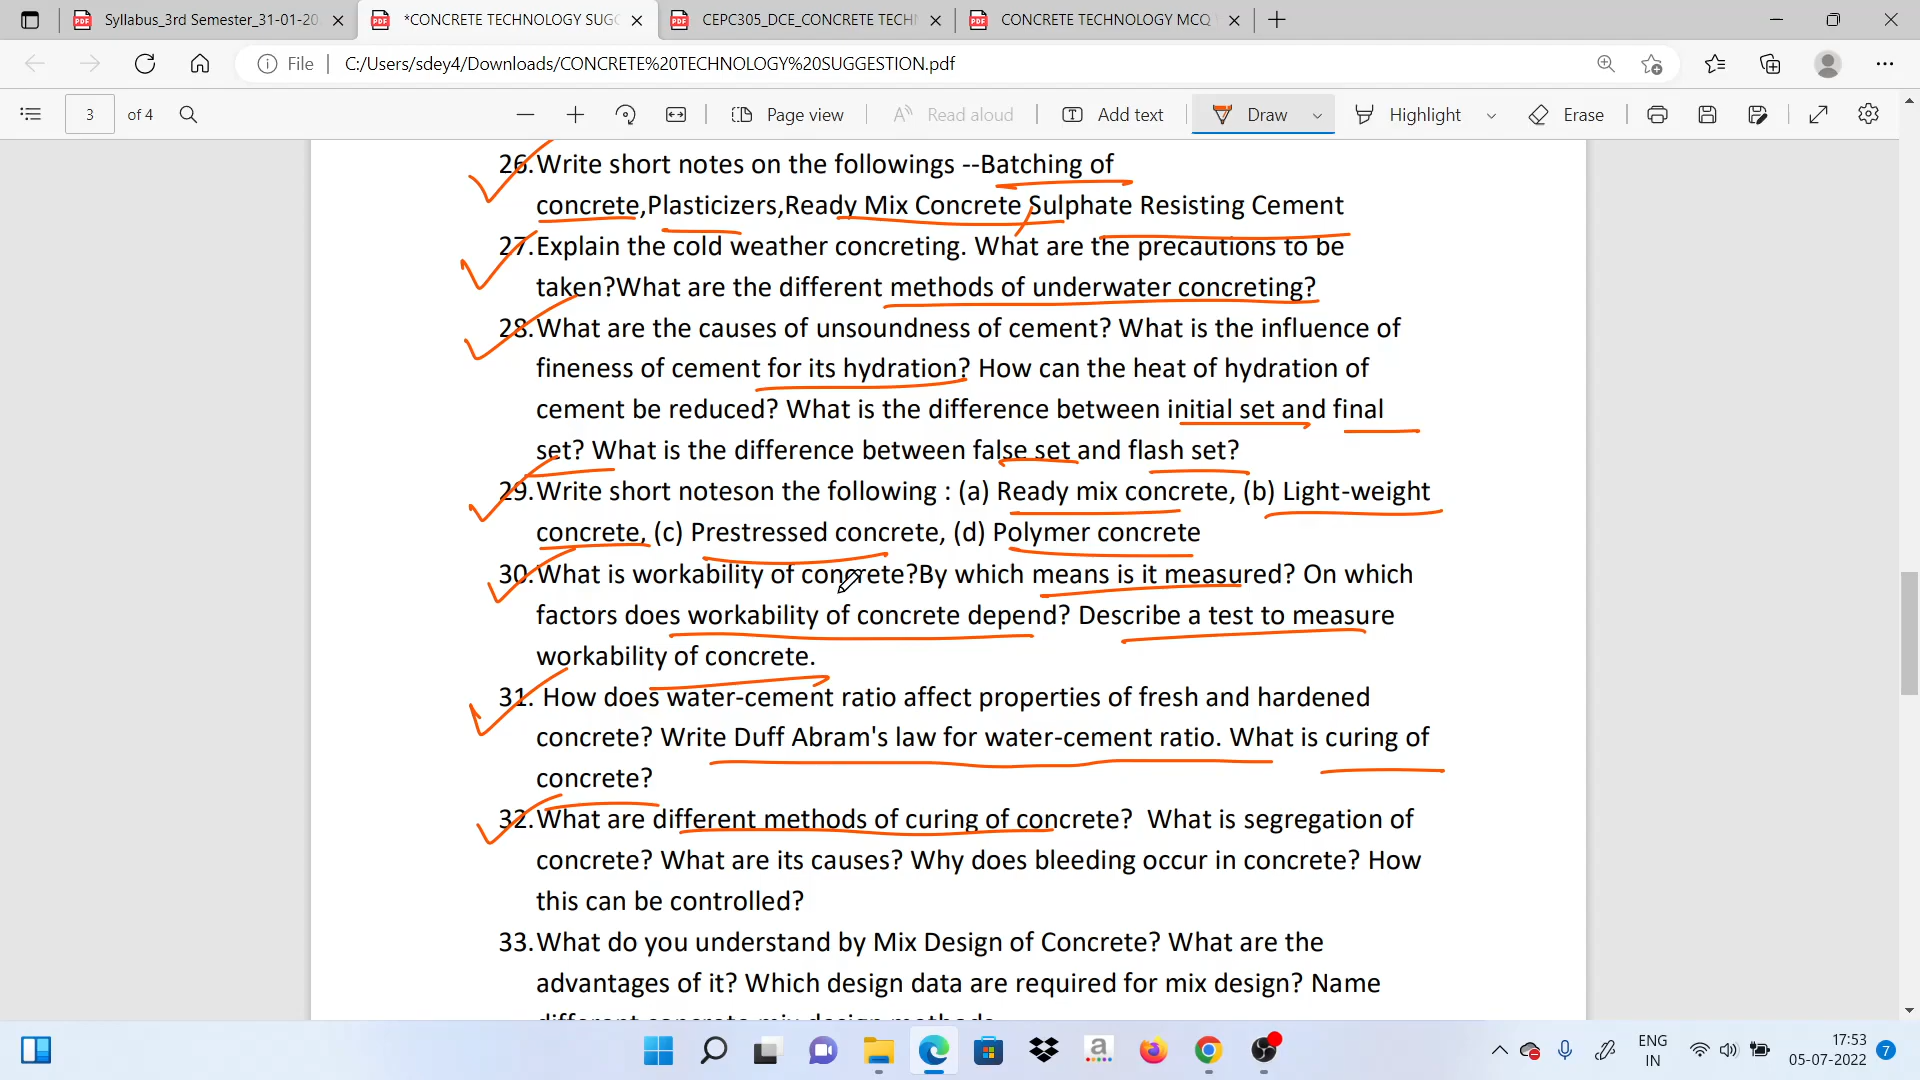 Syllabus_3rd Semester_31-01-20
*CONCRETE TECHNOLOGY SUGG
CEPC305_DCE_CONCRETE TECH
CONCRETE TECHNOLOGY MCQ
File C:/Users/sdey4/Downloads/CONCRETE%20TECHNOLOGY%20SUGGESTION.pdf
3 of 4 Page view Read aloud Add text Draw Highlight Erase
26.Write short notes on the followings --Batching of
concrete,Plasticizers,Ready Mix Concrete Sulphate Resisting Cement
27.Explain the cold weather concreting. What are the precautions to be
taken?What are the different methods of underwater concreting?
28.What are the causes of unsoundness of cement? What is the influence of
fineness of cement for its hydration? How can the heat of hydration of
cement be reduced? What is the difference between initial set and final
set? What is the difference between false set and flash set?
29.Write short noteson the following : (a) Ready mix concrete, (b) Light-weight
concrete, (c) Prestressed concrete, (d) Polymer concrete
30.What is workability of concrete?By which means is it measured? On which
factors does workability of concrete depend? Describe a test to measure
workability of concrete.
31. How does water-cement ratio affect properties of fresh and hardened
concrete? Write Duff Abram's law for water-cement ratio. What is curing of
concrete?
32.What are different methods of curing of concrete?  What is segregation of
concrete? What are its causes? Why does bleeding occur in concrete? How
this can be controlled?
33.What do you understand by Mix Design of Concrete? What are the
advantages of it? Which design data are required for mix design? Name
different concrete mix design methods
ENG
IN
17:53
05-07-2022
7